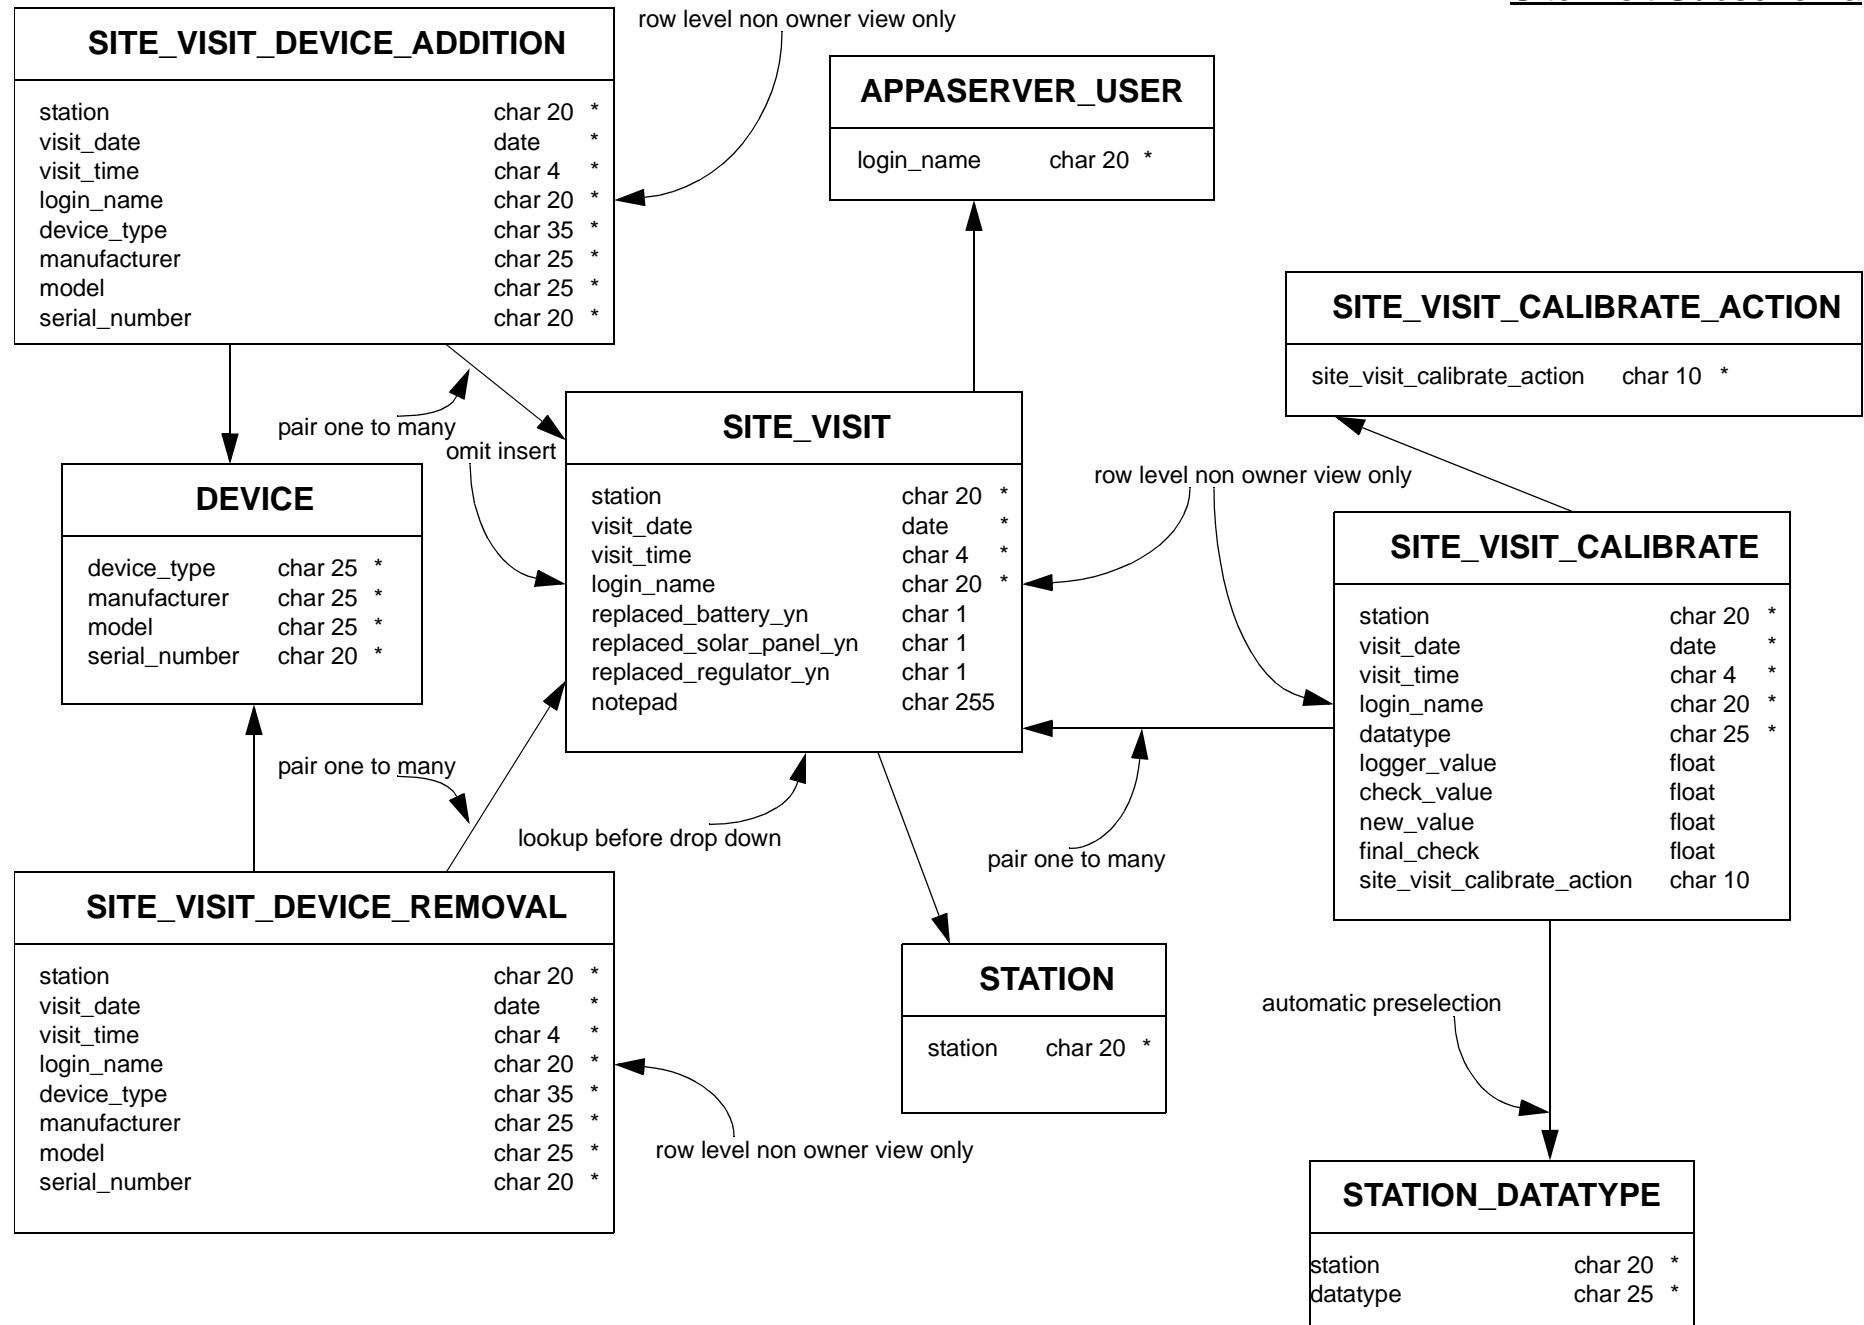 row level non owner view only
SITE_VISIT_DEVICE_ADDITION
station char 20 *
visit_date date *
visit_time char 4 *
login_name char 20 *
device_type char 35 *
manufacturer char 25 *
model char 25 *
serial_number char 20 *
APPASERVER_USER
login_name char 20 *
SITE_VISIT_CALIBRATE_ACTION
site_visit_calibrate_action char 10 *
pair one to many
omit insert
SITE_VISIT
station char 20 *
visit_date date *
visit_time char 4 *
login_name char 20 *
replaced_battery_yn char 1
replaced_solar_panel_yn char 1
replaced_regulator_yn char 1
notepad char 255
row level non owner view only
DEVICE
device_type char 25 *
manufacturer char 25 *
model char 25 *
serial_number char 20 *
SITE_VISIT_CALIBRATE
station char 20 *
visit_date date *
visit_time char 4 *
login_name char 20 *
datatype char 25 *
logger_value float
check_value float
new_value float
final_check float
site_visit_calibrate_action char 10
pair one to many
lookup before drop down
pair one to many
SITE_VISIT_DEVICE_REMOVAL
station char 20 *
visit_date date *
visit_time char 4 *
login_name char 20 *
device_type char 35 *
manufacturer char 25 *
model char 25 *
serial_number char 20 *
row level non owner view only
STATION
station char 20 *
automatic preselection
STATION_DATATYPE
station char 20 *
datatype char 25 *